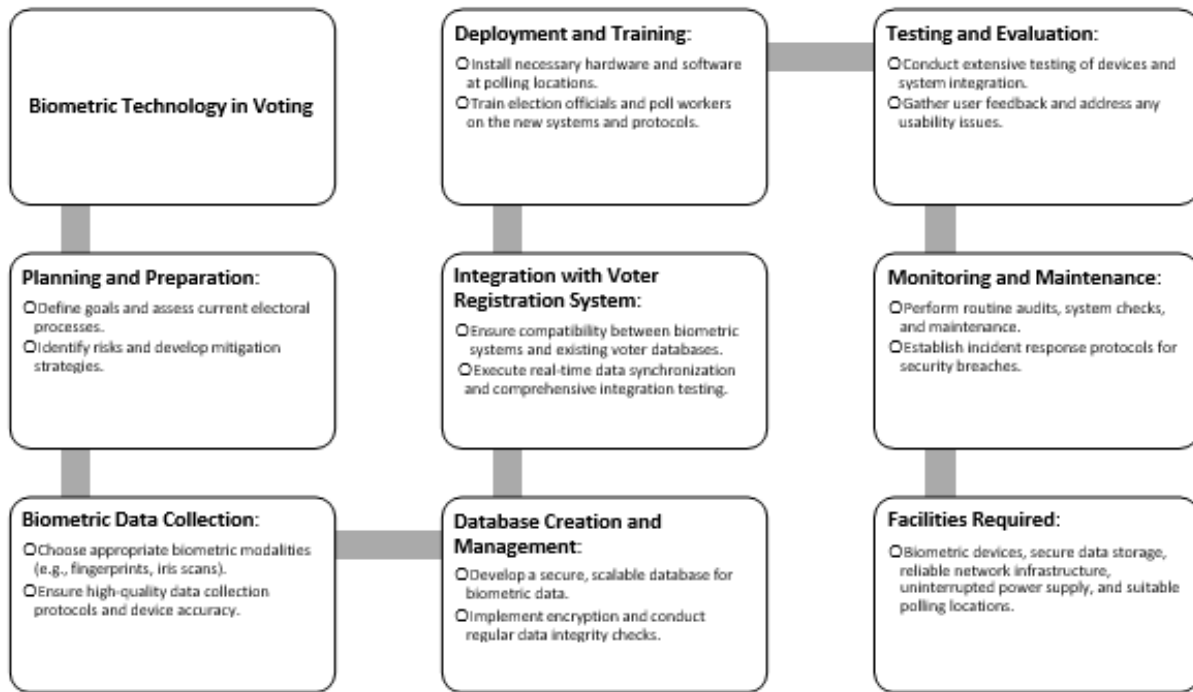 Biometric Technology in Voting
Planning and Preparation:
Define goals and assess current electoral
processes.
Identify risks and develop mitigation
strategies.
Biometric Data Collection:
Choose appropriate biometric modalities
(e.g., fingerprints, iris scans).
Ensure high-quality data collection
protocols and device accuracy.
Database Creation and
Management:
Develop a secure, scalable database for
biometric data.
Implement encryption and conduct
regular data integrity checks.
Integration with Voter
Registration System:
Ensure compatibility between biometric
systems and existing voter databases.
Execute real-time data synchronization
and comprehensive integration testing.
Deployment and Training:
Install necessary hardware and software
at polling locations.
Train election officials and poll workers
on the new systems and protocols.
Testing and Evaluation:
Conduct extensive testing of devices and
system integration.
Gather user feedback and address any
usability issues.
Monitoring and Maintenance:
Perform routine audits, system checks,
and maintenance.
Establish incident response protocols for
security breaches.
Facilities Required:
Biometric devices, secure data storage,
reliable network infrastructure,
uninterrupted power supply, and suitable
polling locations.